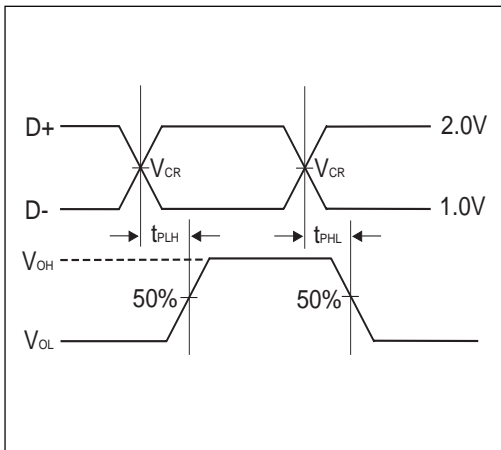 D+
2.0V
VCR
VCR
D-
1.0V
tPLH
tPHL
VOH
50%
50%
VOL